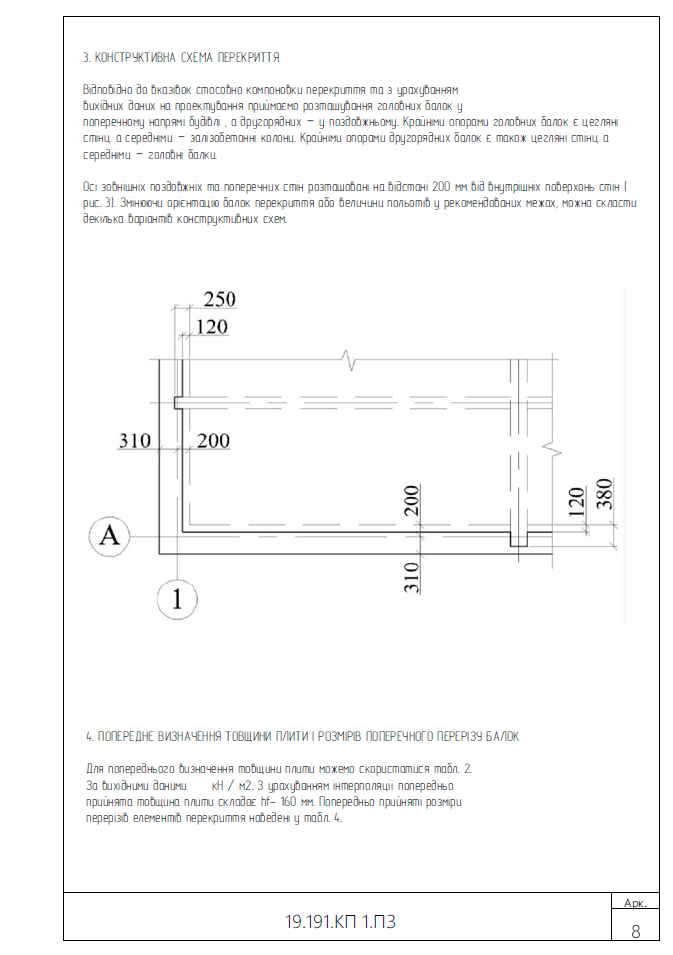 3. КОНСТРУКТИВНА СХЕМА ПЕРЕКРИТТЯ
Відповідно до вказівок стосовно компоновки перекриття та з урахуванням
вихідних даних на проектування приймаємо розташування головних балок у
поперечному напрямі будівлі , а другорядних – у поздовжньому. Крайніми опорами головних балок є цегляні
стіни, а середніми – залізобетонні колони. Крайніми опорами другорядних балок є також цегляні стіни, а
середніми – головні балки.
Осі зовнішніх поздовжніх та поперечних стін розташовані на відстані 200 мм від внутрішніх поверхонь стін (
рис. 3). Змінюючи орієнтацію балок перекриття або величини польотів у рекомендованих межах, можна скласти
декілька варіантів конструктивних схем.
250
120
310
200
200
120
380
А
310
1
4. ПОПЕРЕДНЕ ВИЗНАЧЕННЯ ТОВЩИНИ ПЛИТИ І РОЗМІРІВ ПОПЕРЕЧНОГО ПЕРЕРІЗУ БАЛОК
Для попереднього визначення товщини плити можемо скористатися табл. 2.
За вихідними даними кН / м2. З урахуванням інтерполяції попередньо
прийнята товщина плити складає hf- 160 мм. Попередньо прийняті розміри
перерізів елементів перекриття наведені у табл. 4.
19.191.КП 1.ПЗ
Арк.
8